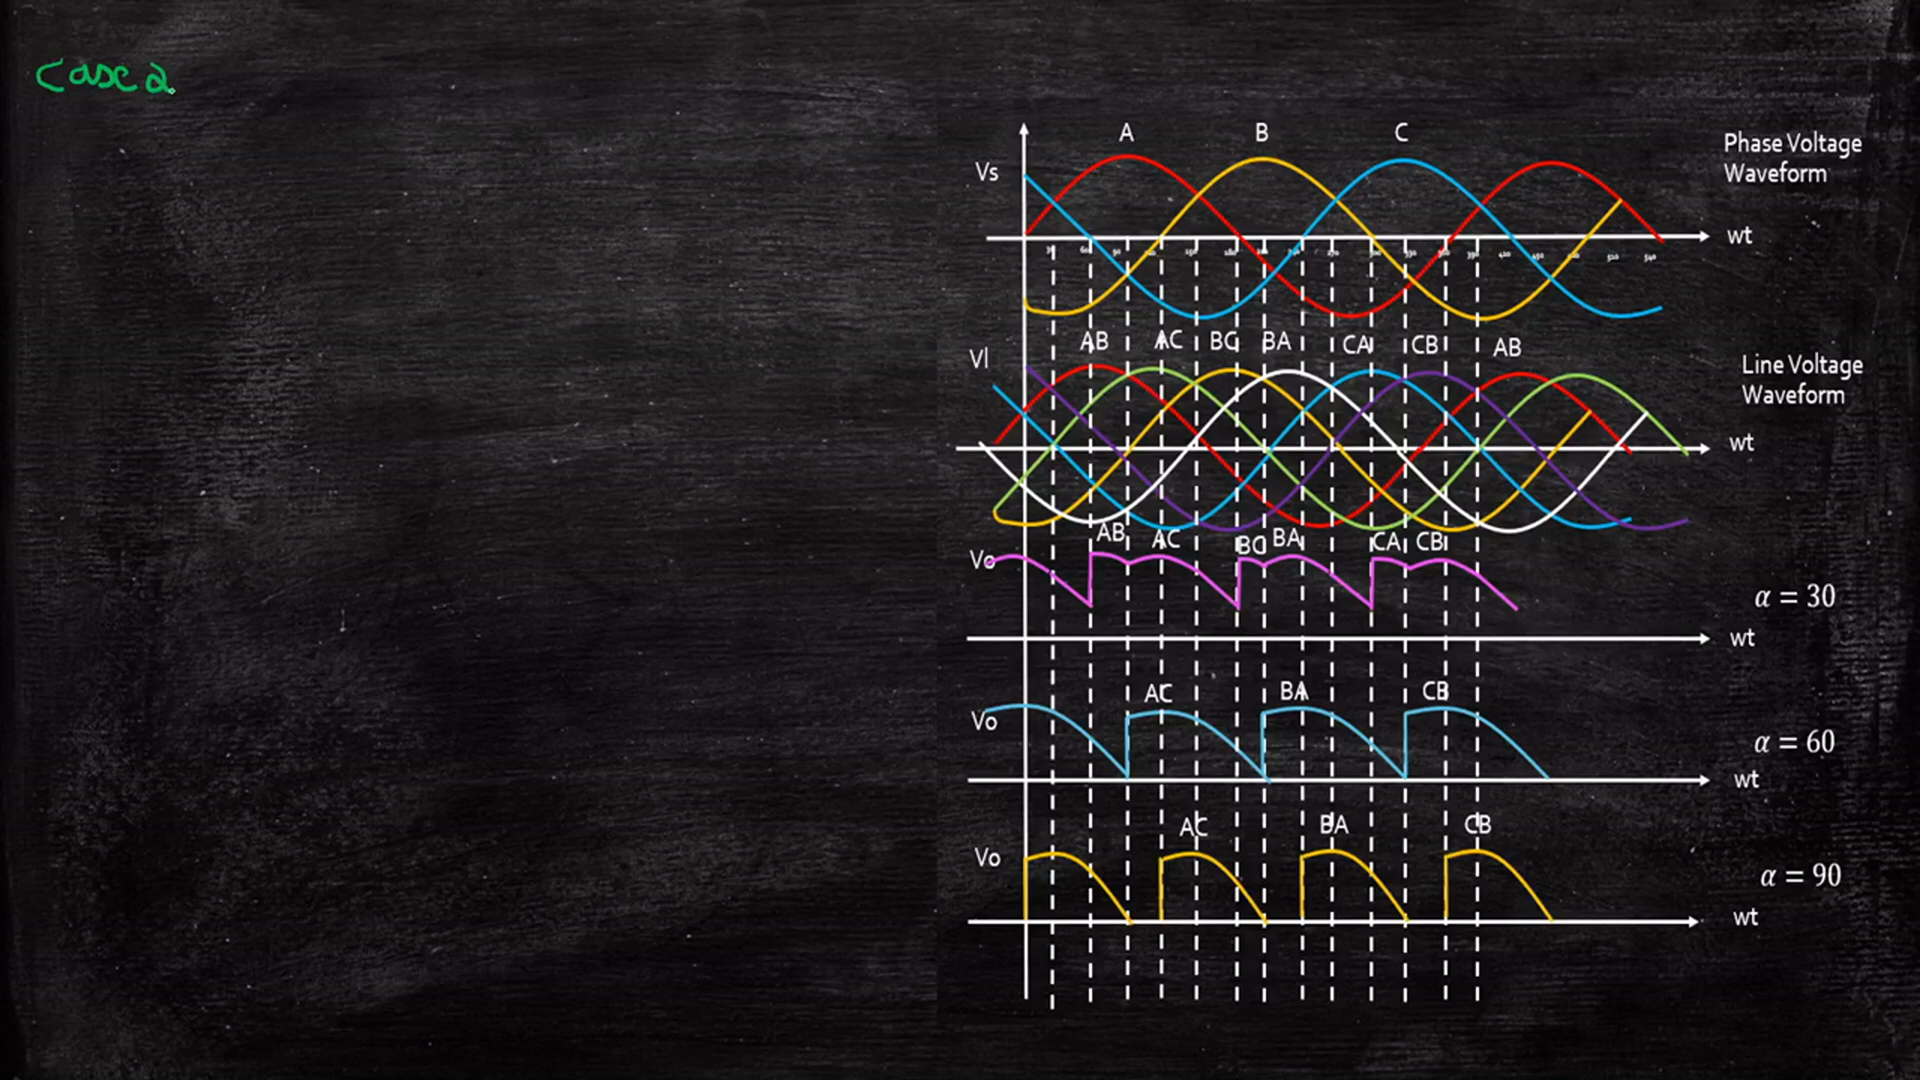 Case 2
A B C
Vs
Phase Voltage
Waveform
wt
AB AC BC BA CA CB AB
Vl
Line Voltage
Waveform
wt
AB AC BC BA CA CB
Vo
α = 30
wt
AC BA CB
Vo
α = 60
wt
AC BA CB
Vo
α = 90
wt